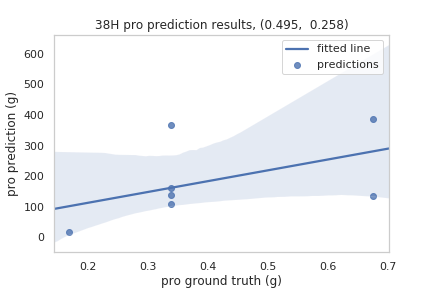 38H pro prediction results, (0.495,  0.258)
fitted line
predictions
pro prediction (g)
600
500
400
300
200
100
0
0.2 0.3 0.4 0.5 0.6 0.7
pro ground truth (g)